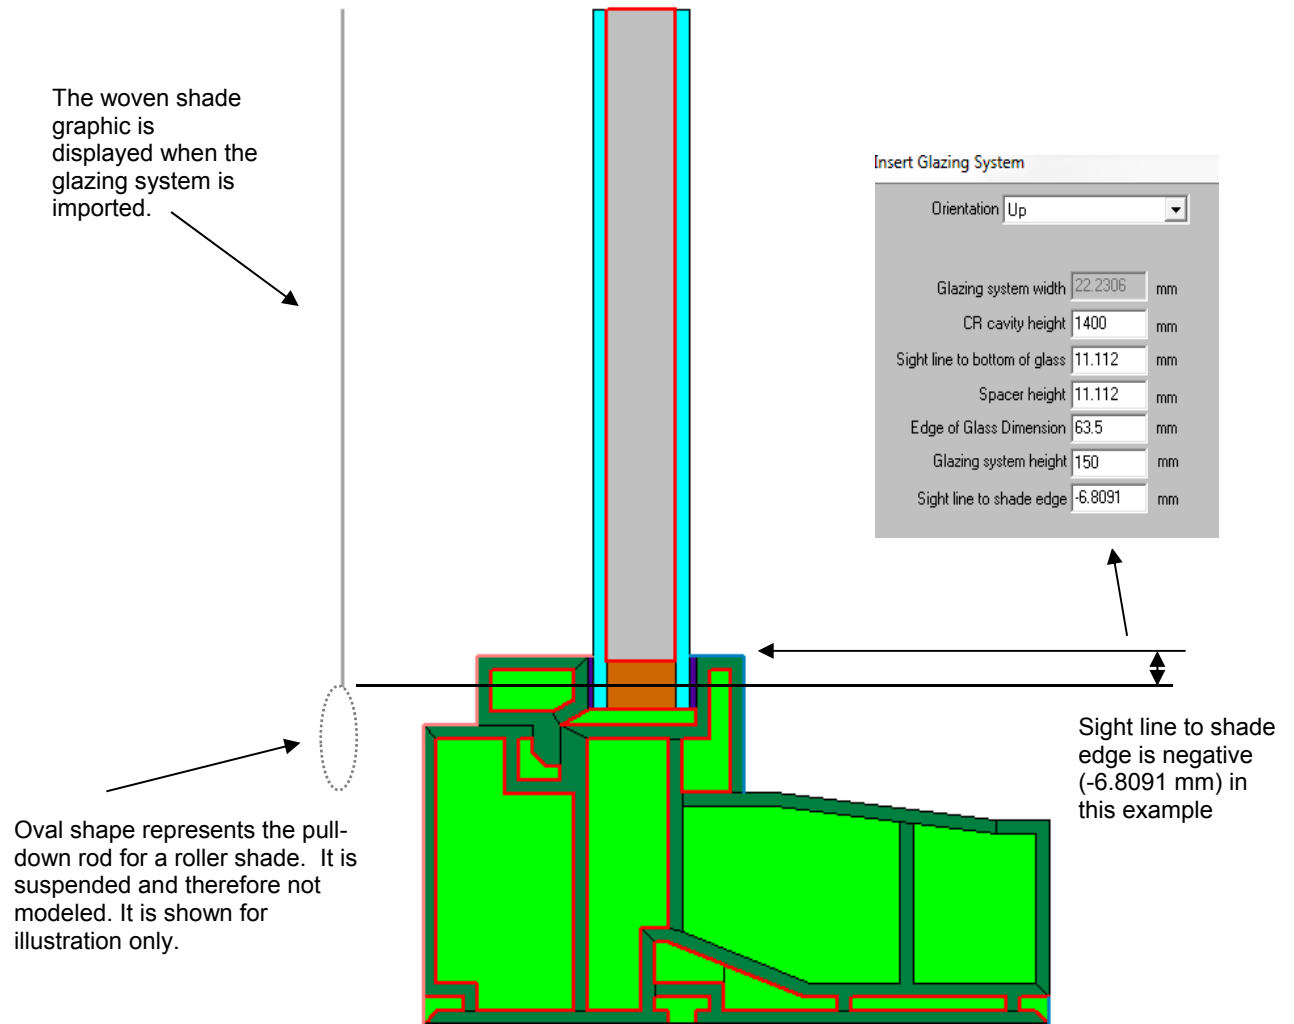 The woven shade
graphic is
displayed when the
glazing system is
imported.
Insert Glazing System
Orientation Up
Glazing system width 22.2306 mm
CR cavity height 1400 mm
Sight line to bottom of glass 11.112 mm
Spacer height 11.112 mm
Edge of Glass Dimension 63.5 mm
Glazing system height 150 mm
Sight line to shade edge -6.8091 mm
Sight line to shade
edge is negative
(-6.8091 mm) in
this example
Oval shape represents the pull-
down rod for a roller shade.  It is
suspended and therefore not
modeled. It is shown for
illustration only.